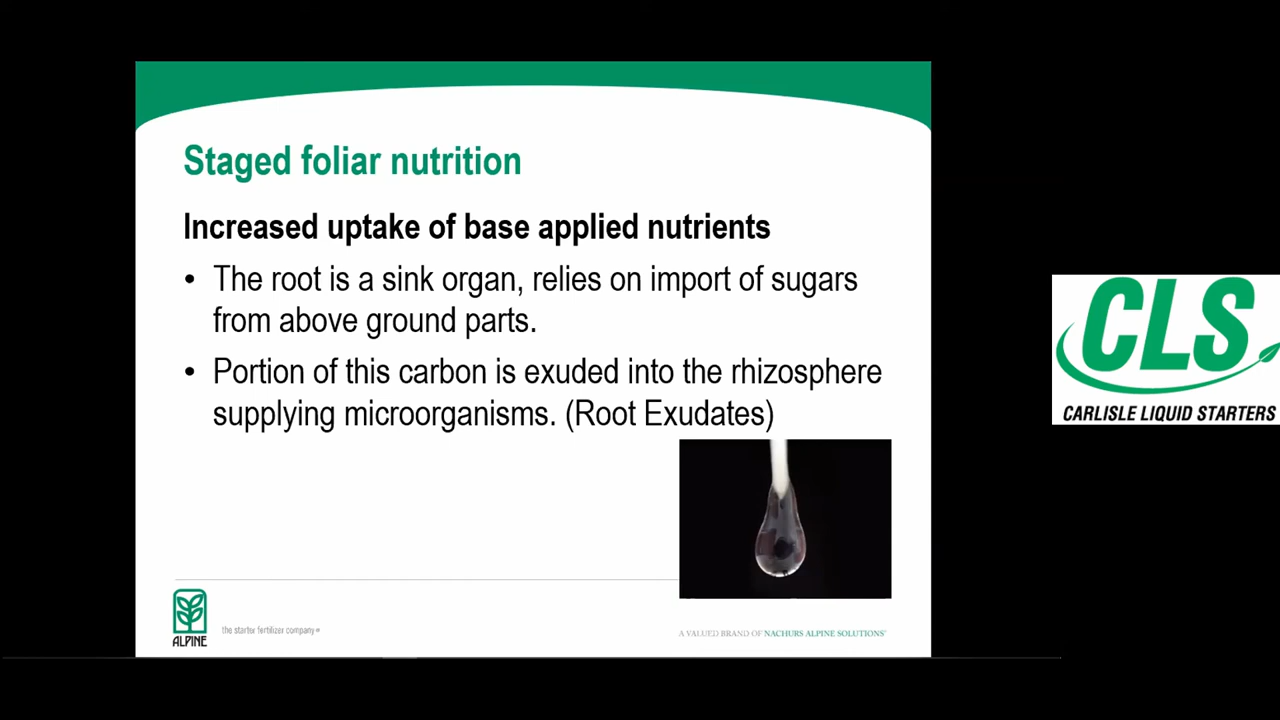 Staged foliar nutrition
Increased uptake of base applied nutrients
• The root is a sink organ, relies on import of sugars
from above ground parts.
• Portion of this carbon is exuded into the rhizosphere
supplying microorganisms. (Root Exudates)
CLS
CARLISLE LIQUID STARTERS
ALPINE
the starter fertilizer company®
A VALUED BRAND OF NACHURS ALPINE SOLUTIONS®